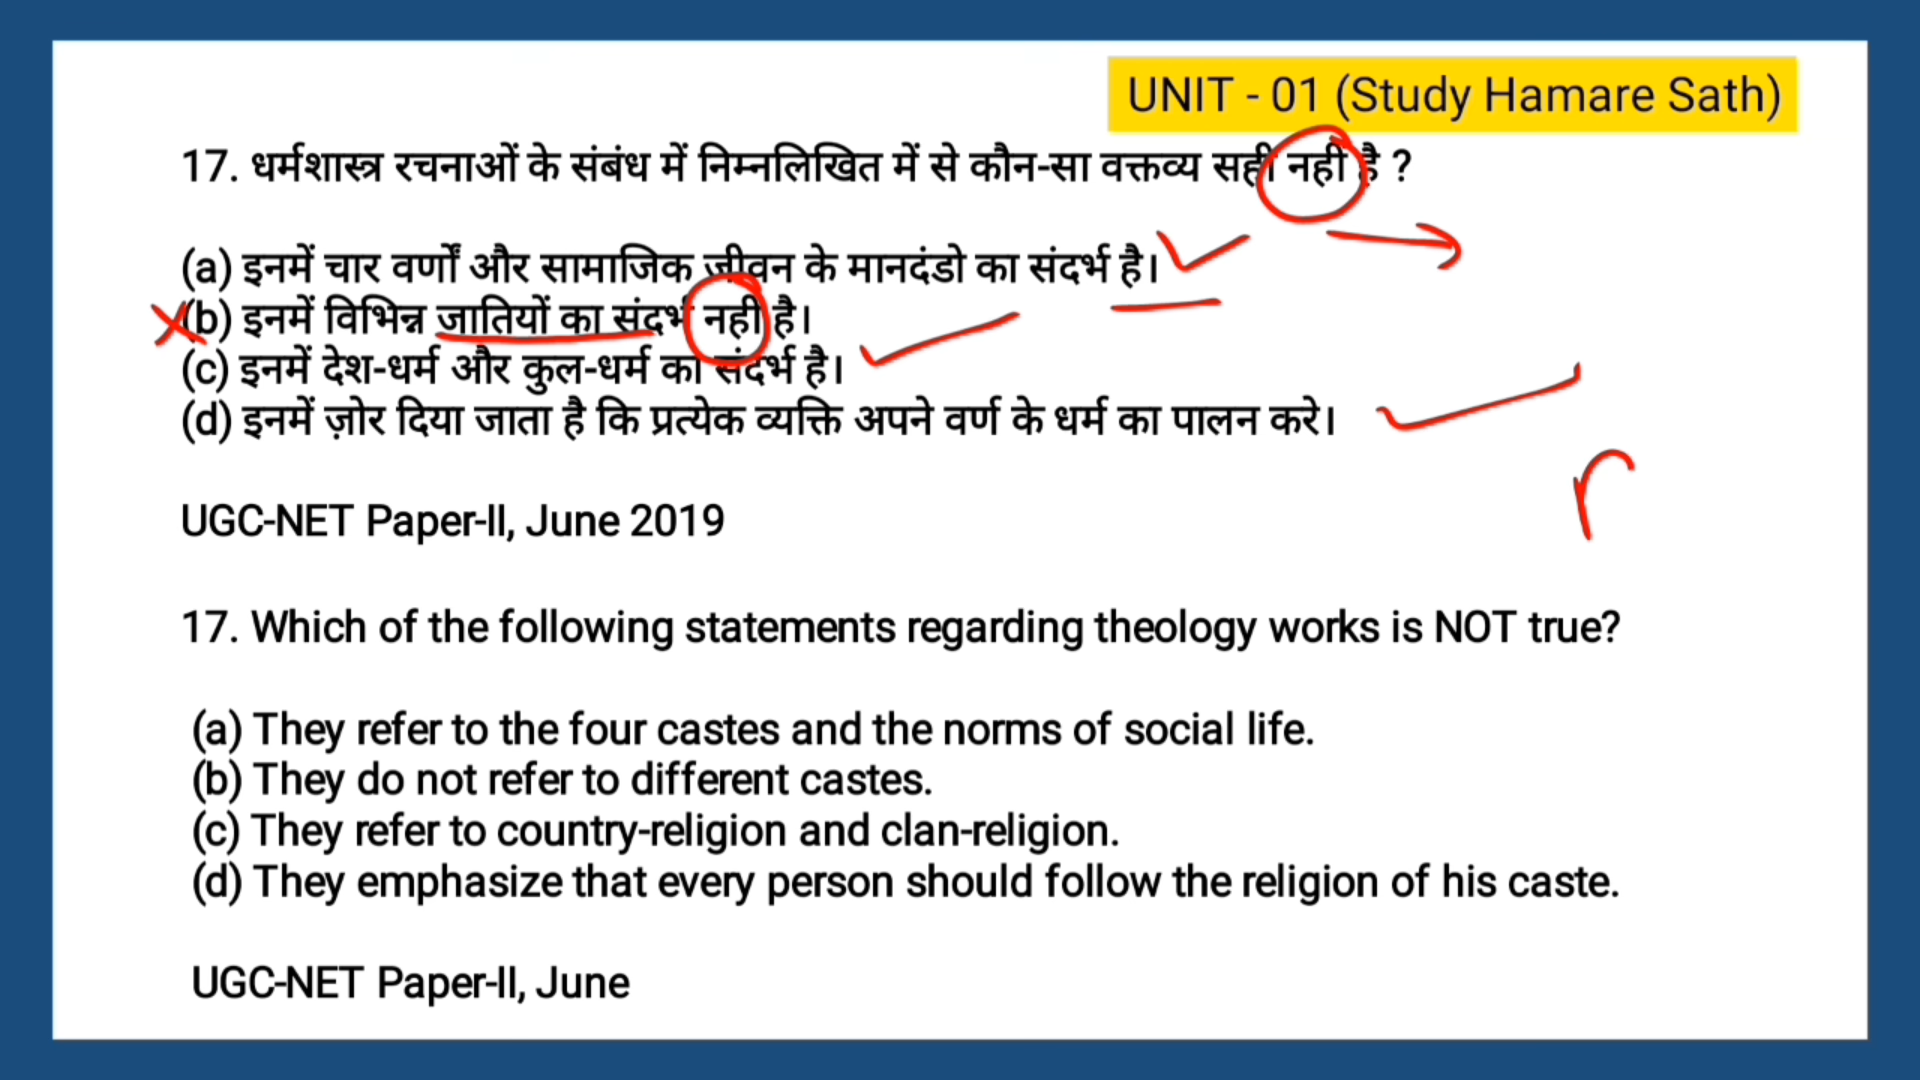 UNIT - 01 (Study Hamare Sath)
17. धर्मशास्त्र रचनाओं के संबंध में निम्नलिखित में से कौन-सा वक्तव्य सही नही है ?
(a) इनमें चार वर्णों और सामाजिक जीवन के मानदंडो का संदर्भ है।
(b) इनमें विभिन्न जातियों का संदर्भ नही है।
(c) इनमें देश-धर्म और कुल-धर्म का संदर्भ है।
(d) इनमें ज़ोर दिया जाता है कि प्रत्येक व्यक्ति अपने वर्ण के धर्म का पालन करे।
UGC-NET Paper-II, June 2019
17. Which of the following statements regarding theology works is NOT true?
(a) They refer to the four castes and the norms of social life.
(b) They do not refer to different castes.
(c) They refer to country-religion and clan-religion.
(d) They emphasize that every person should follow the religion of his caste.
UGC-NET Paper-II, June